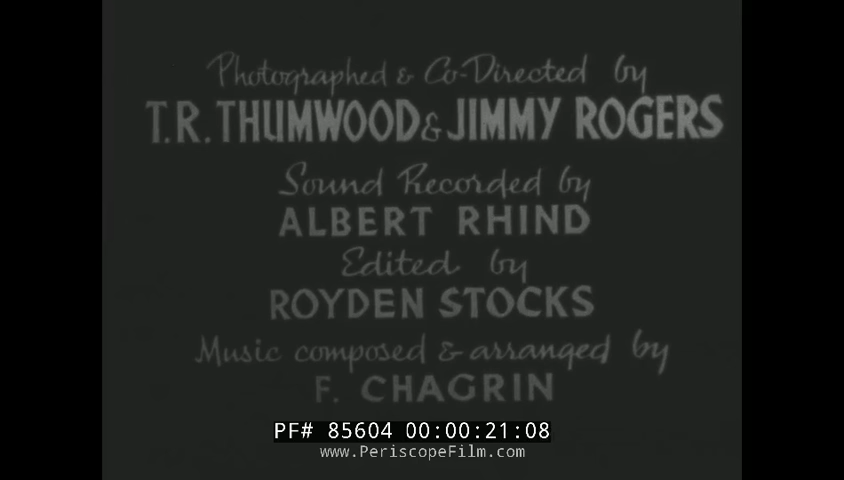 Photographed & Co-Directed by
T.R. THUMWOOD & JIMMY ROGERS
Sound Recorded by
ALBERT RHIND
Edited by
ROYDEN STOCKS
Music composed & arranged by
F. CHAGRIN
PF# 85604 00:00:21:08
www.PeriscopeFilm.com